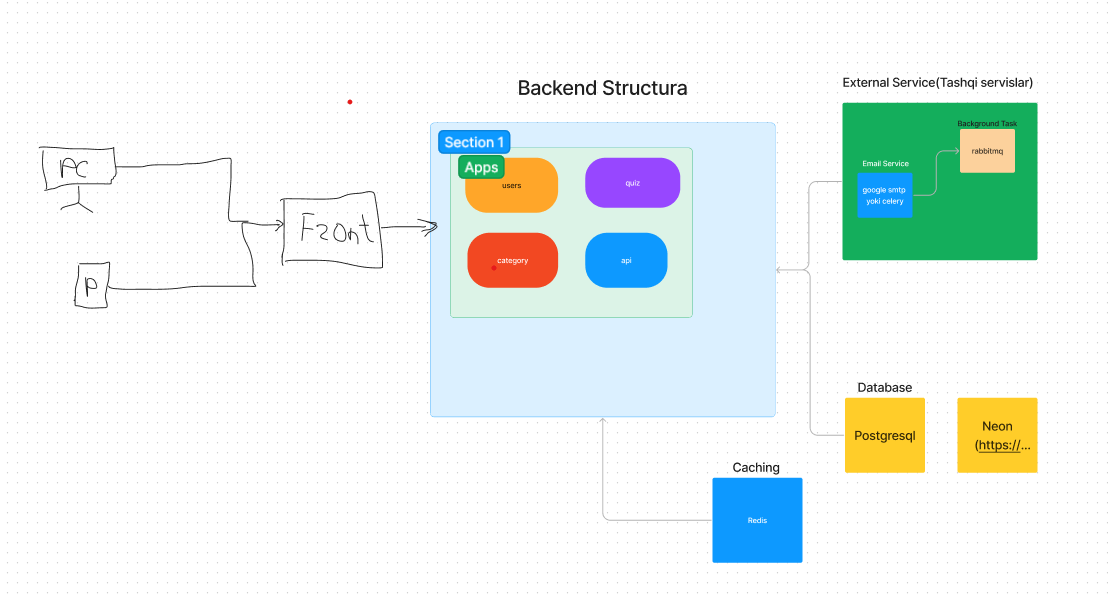 Backend Structura
External Service(Tashqi servislar)
Section 1
Apps
users
quiz
category
api
PC
P
Front
Background Task
rabbitmq
Email Service
google smtp
yoki celery
Database
Postgresql
Neon
(https://...
Caching
Redis